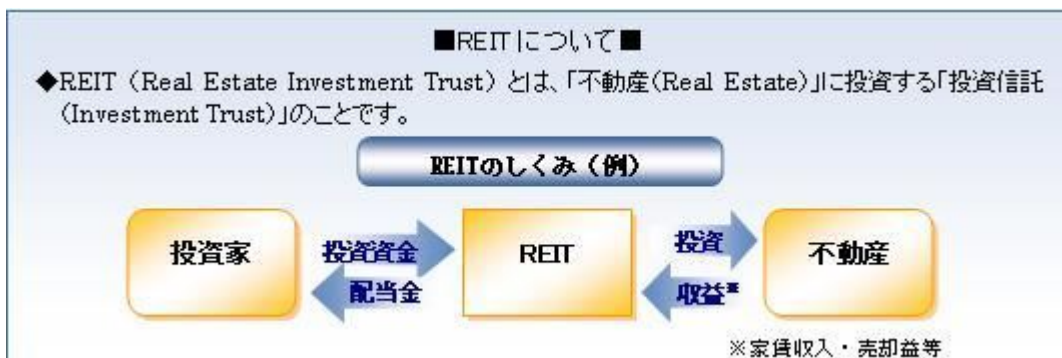 ■REITについて■
◆REIT（Real Estate Investment Trust）とは、「不動産(Real Estate)」に投資する「投資信託
(Investment Trust)」のことです。
REITのしくみ（例）
投資家
投資資金
配当金
REIT
投資
収益※
不動産
※家賃収入・売却益等